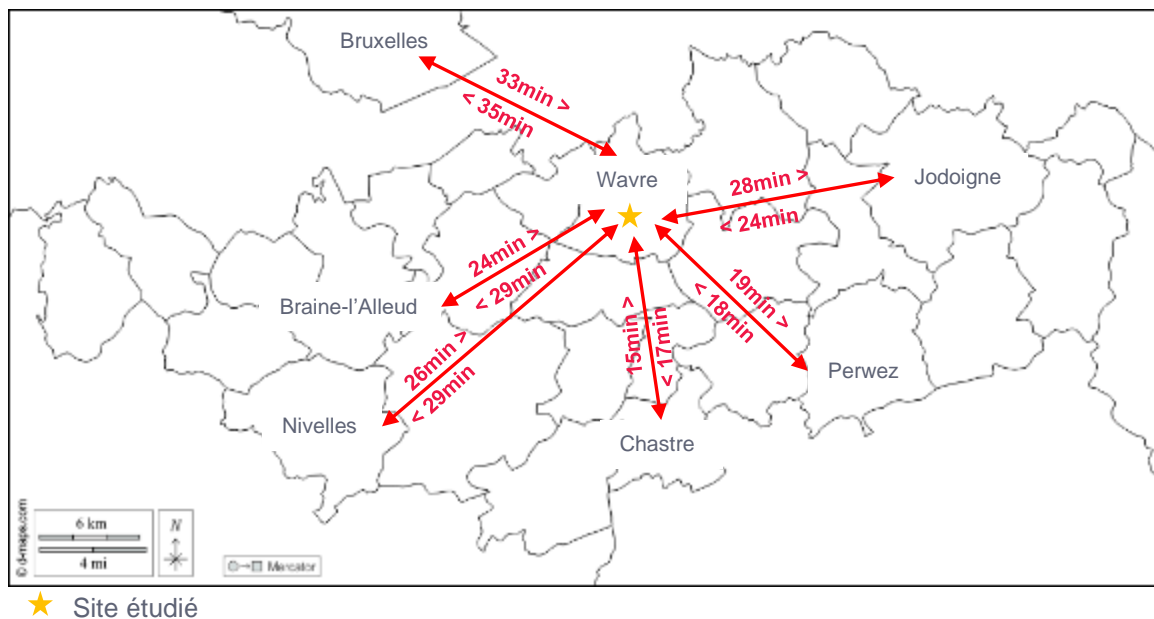 Bruxelles
33min >
< 35min
Wavre
28min >
< 24min
Jodoigne
24min >
< 29min
Braine-l'Alleud
19min >
< 18min
15min >
< 17min
26min >
< 29min
Perwez
Nivelles
Chastre
6 km
4 mi
N
Mercator
© d-maps.com
Site étudié